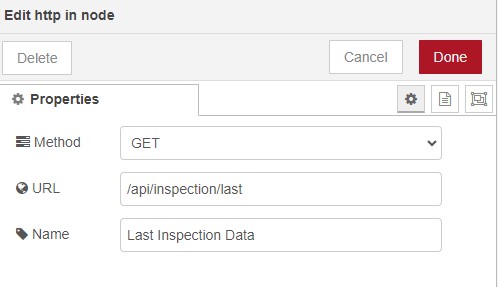 Edit http in node
Delete
Cancel
Done
Properties
Method
GET
URL
/api/inspection/last
Name
Last Inspection Data